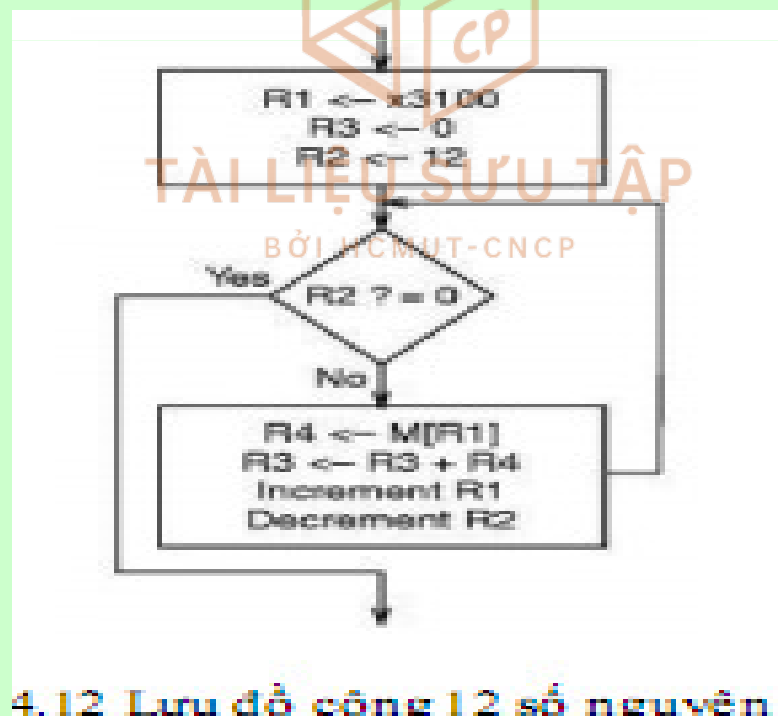 CP
R1 <– x3100
R3 <– 0
R2 <– 12
TÀI LIỆU SƯU TẬP
BỞI HCMUT-CNCP
Yes
R2 ? = 0
No
R4 <– M[R1]
R3 <– R3 + R4
Increment R1
Decrement R2
4.12 Lưu đồ cộng 12 số nguyên